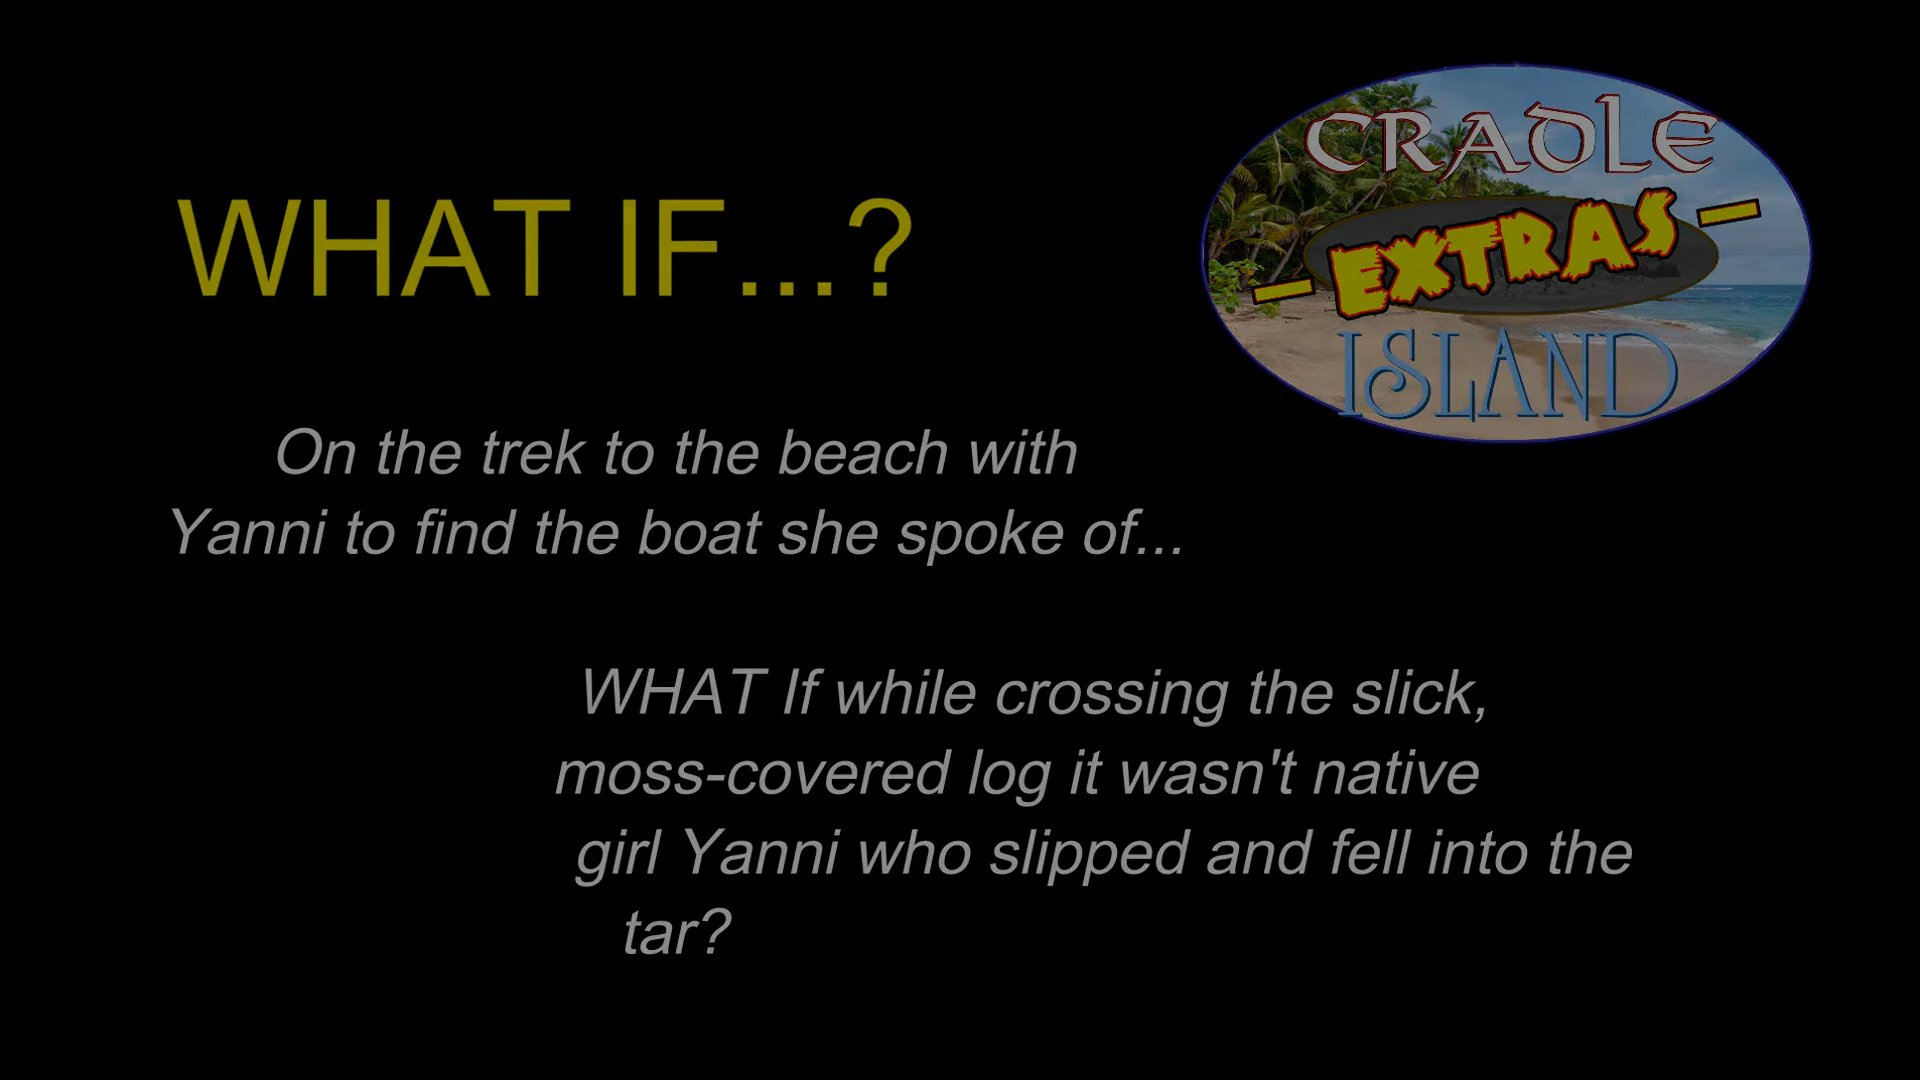 WHAT IF...?
CRADLE
- EXTRAS -
ISLAND
On the trek to the beach with
Yanni to find the boat she spoke of...
WHAT If while crossing the slick,
moss-covered log it wasn't native
girl Yanni who slipped and fell into the
tar?